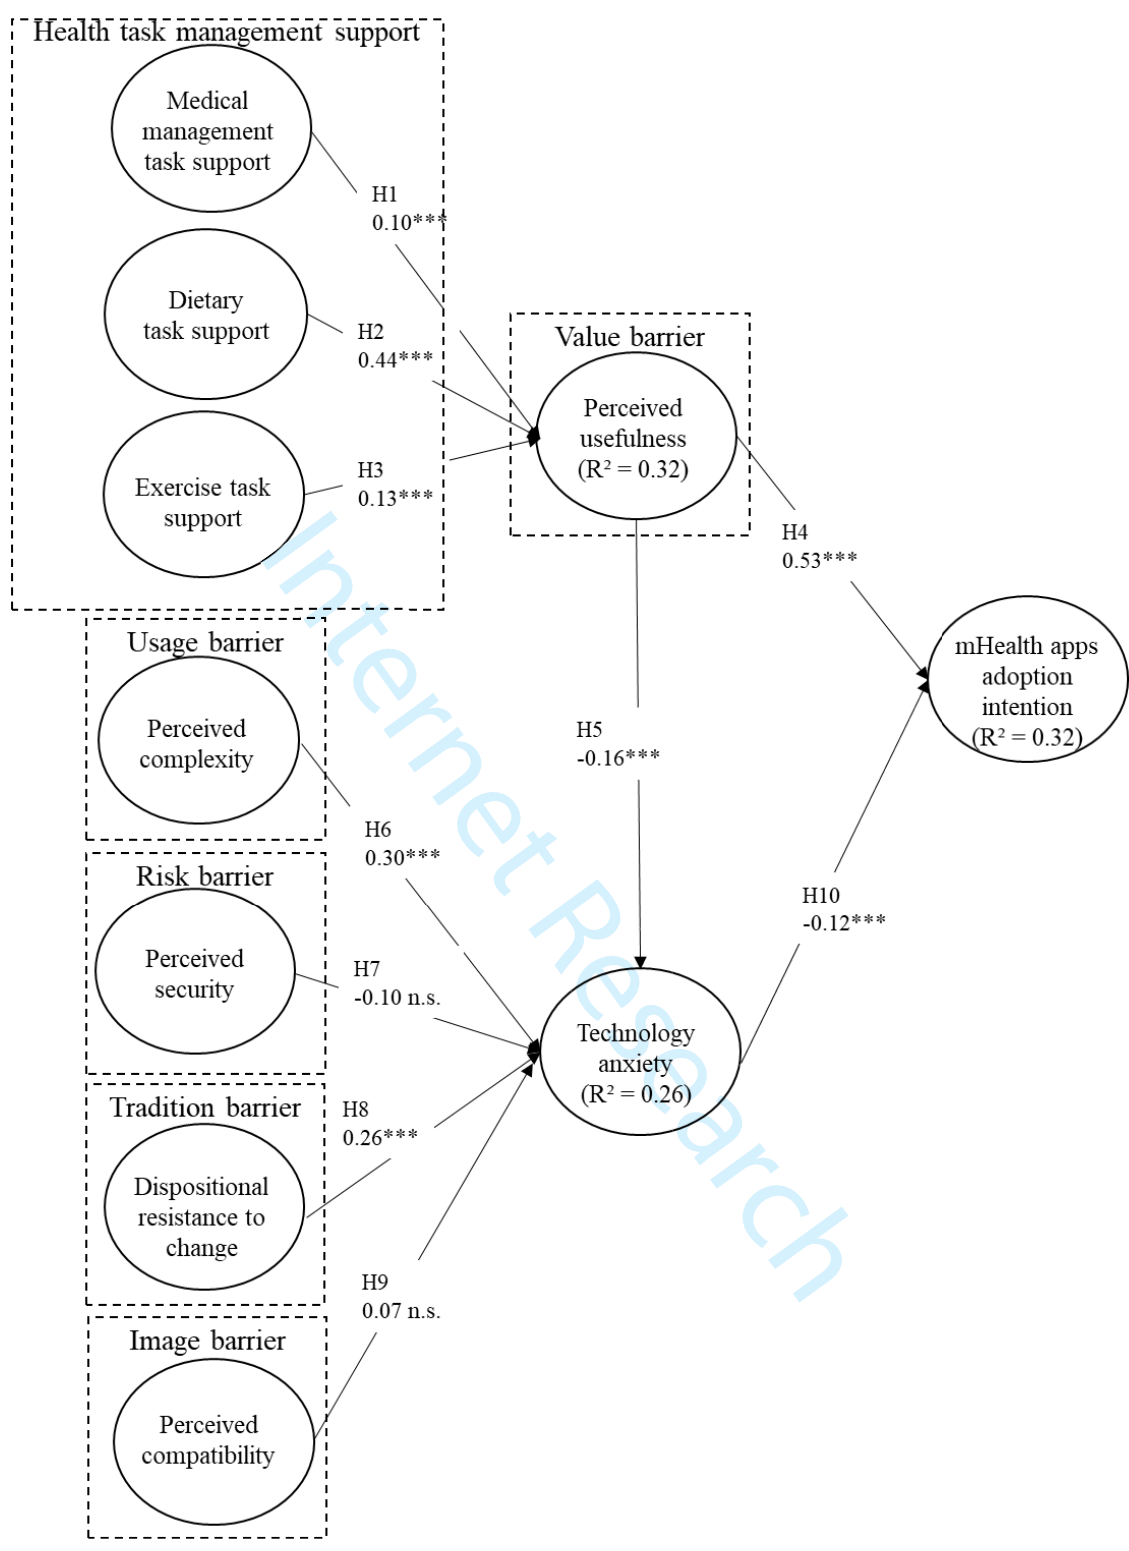 Health task management support
Medical
management
task support
H1
0.10***
Dietary
task support
H2
0.44***
Exercise task
support
H3
0.13***
Value barrier
Perceived
usefulness
(R² = 0.32)
H4
0.53***
H5
-0.16***
mHealth apps
adoption
intention
(R² = 0.32)
Usage barrier
Perceived
complexity
H6
0.30***
Risk barrier
Perceived
security
H7
-0.10 n.s.
H10
-0.12***
Technology
anxiety
(R² = 0.26)
Tradition barrier
Dispositional
resistance to
change
H8
0.26***
H9
0.07 n.s.
Image barrier
Perceived
compatibility
Internet Research